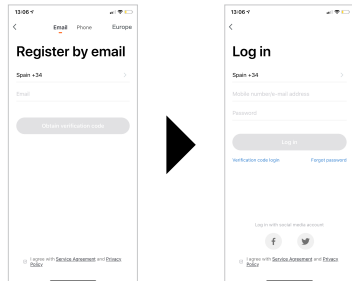 13:06
Email Phone Europe
Register by email
Spain +34
Email
Obtain verification code
I agree with Service Agreement and Privacy
Policy
13:06
Log in
Spain +34
Mobile number/e-mail address
Password
Log in
Verification code login Forgot password
Log in with social media account
I agree with Service Agreement and Privacy
Policy